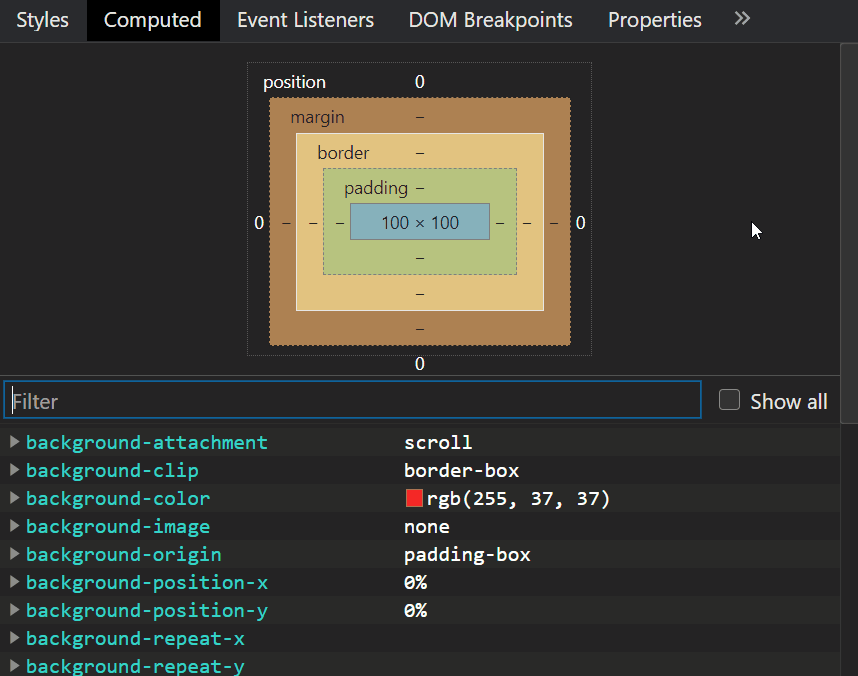 Styles Computed Event Listeners DOM Breakpoints Properties »
position 0
margin –
border –
padding –
0 – – – 100 × 100 – – – 0
–
–
–
0
Filter Show all
background-attachment scroll
background-clip border-box
background-color rgb(255, 37, 37)
background-image none
background-origin padding-box
background-position-x 0%
background-position-y 0%
background-repeat-x
background-repeat-y